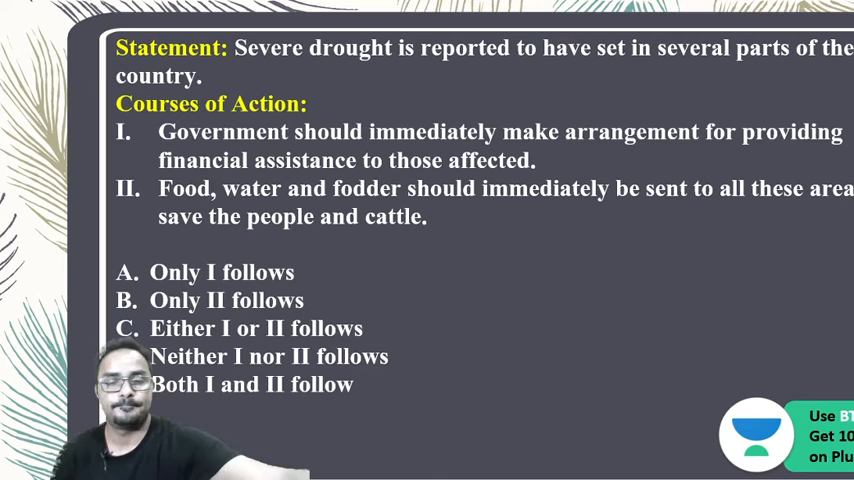 Statement: Severe drought is reported to have set in several parts of the
country.
Courses of Action:
I. Government should immediately make arrangement for providing
financial assistance to those affected.
II. Food, water and fodder should immediately be sent to all these area
save the people and cattle.
A. Only I follows
B. Only II follows
C. Either I or II follows
Neither I nor II follows
Both I and II follow
Use BT
Get 10
on Plu